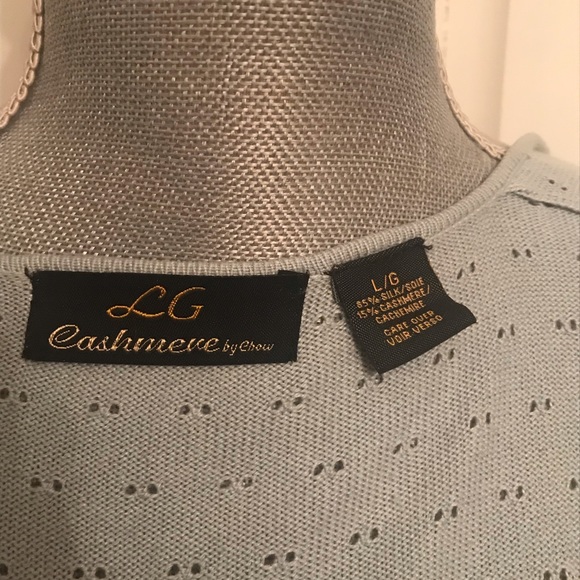 LG
Cashmere by Chow
L/G
85% SILK/SOIE
15% CASHMERE/
CACHEMIRE
CARE OVER
VOIR VERSO